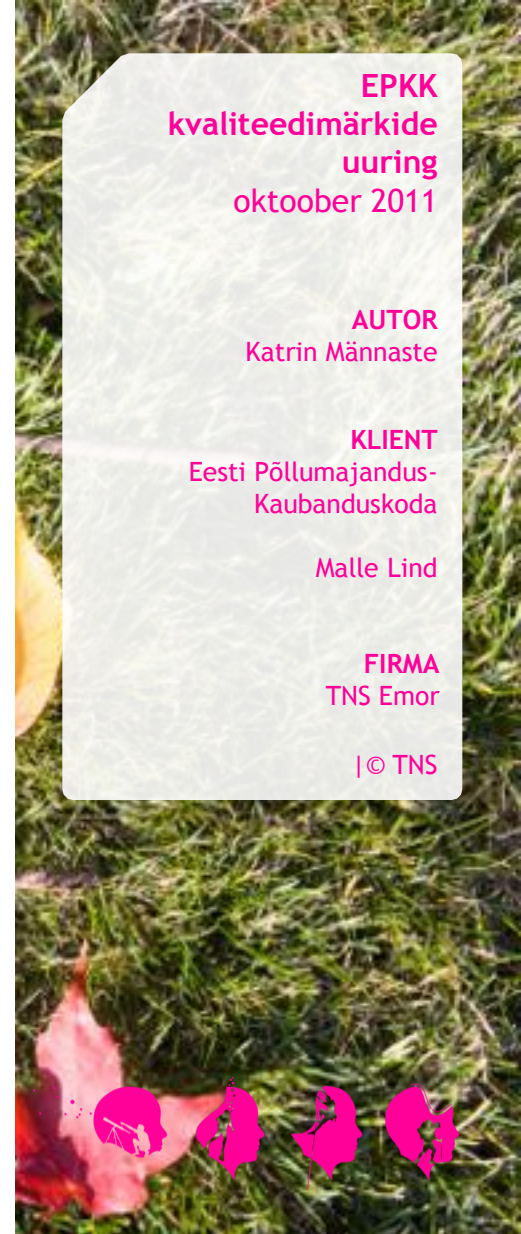 EPKK
kvaliteedimärkide
uuring
oktoober 2011
AUTOR
Katrin Männaste
KLIENT
Eesti Põllumajandus-
Kaubanduskoda
Malle Lind
FIRMA
TNS Emor
|© TNS